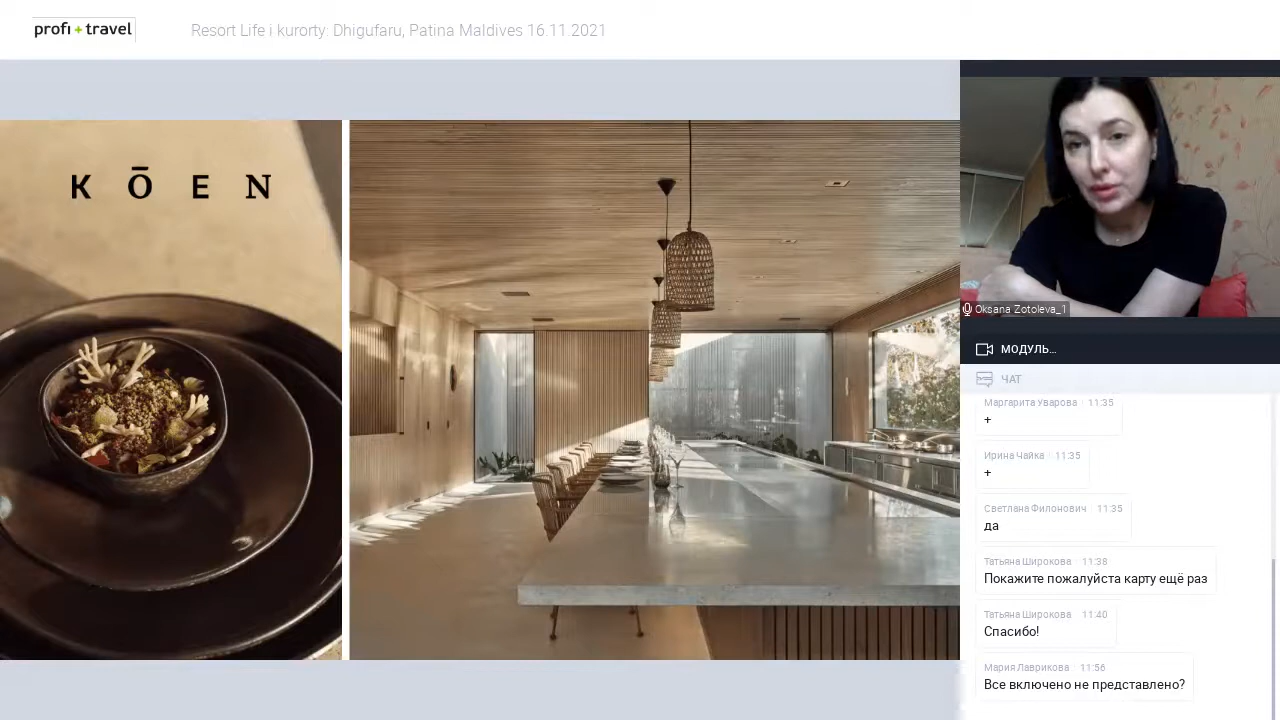 profi + travel
Resort Life i kurorty: Dhigufaru, Patina Maldives 16.11.2021
KŌEN
Oksana Zotoleva_1
МОДУЛЬ...
ЧАТ
Маргарита Уварова · 11:35
+
Ирина Чайка · 11:35
+
Светлана Филонович · 11:35
да
Татьяна Широкова · 11:38
Покажите пожалуйста карту ещё раз
Татьяна Широкова · 11:40
Спасибо!
Мария Лаврикова · 11:56
Все включено не представлено?